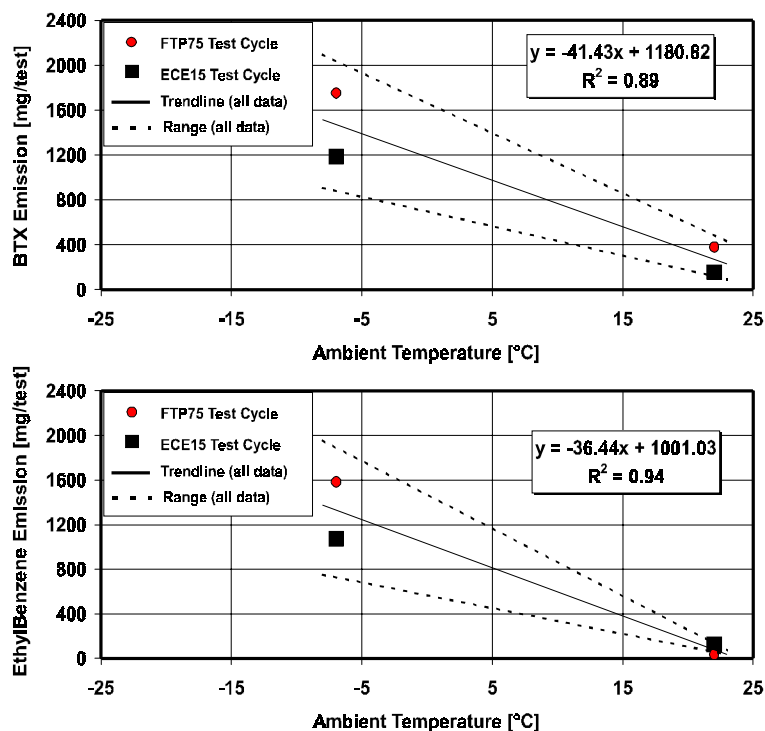 2400
2000
1600
1200
800
400
0
BTX Emission [mg/test]
FTP75 Test Cycle
ECE15 Test Cycle
Trendline (all data)
Range (all data)
y = -41.43x + 1180.82
R² = 0.89
-25 -15 -5 5 15 25
Ambient Temperature [°C]
2400
2000
1600
1200
800
400
0
EthylBenzene Emission [mg/test]
FTP75 Test Cycle
ECE15 Test Cycle
Trendline (all data)
Range (all data)
y = -36.44x + 1001.03
R² = 0.94
-25 -15 -5 5 15 25
Ambient Temperature [°C]